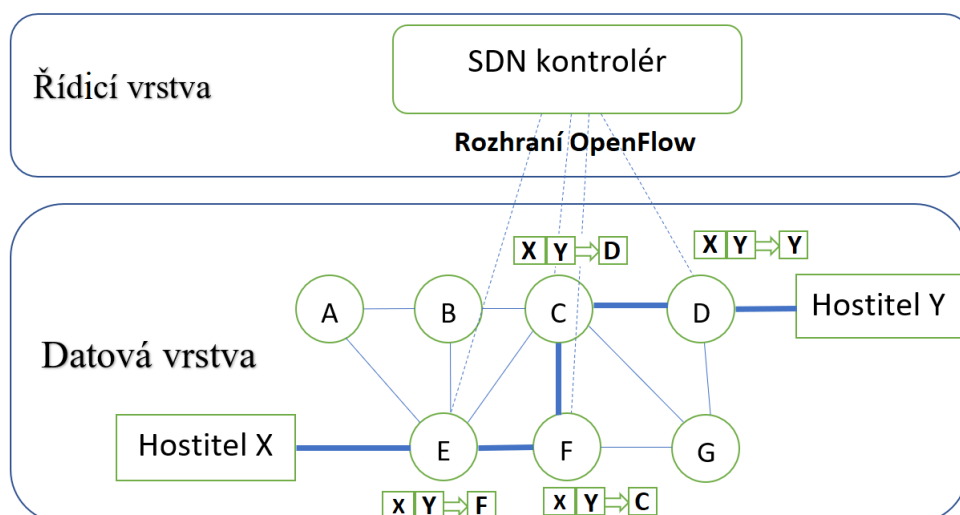 SDN kontrolér
Řídicí vrstva
Rozhraní OpenFlow
X Y D
X Y Y
A B C D
Hostitel Y
Datová vrstva
Hostitel X
E F G
X Y F
X Y C